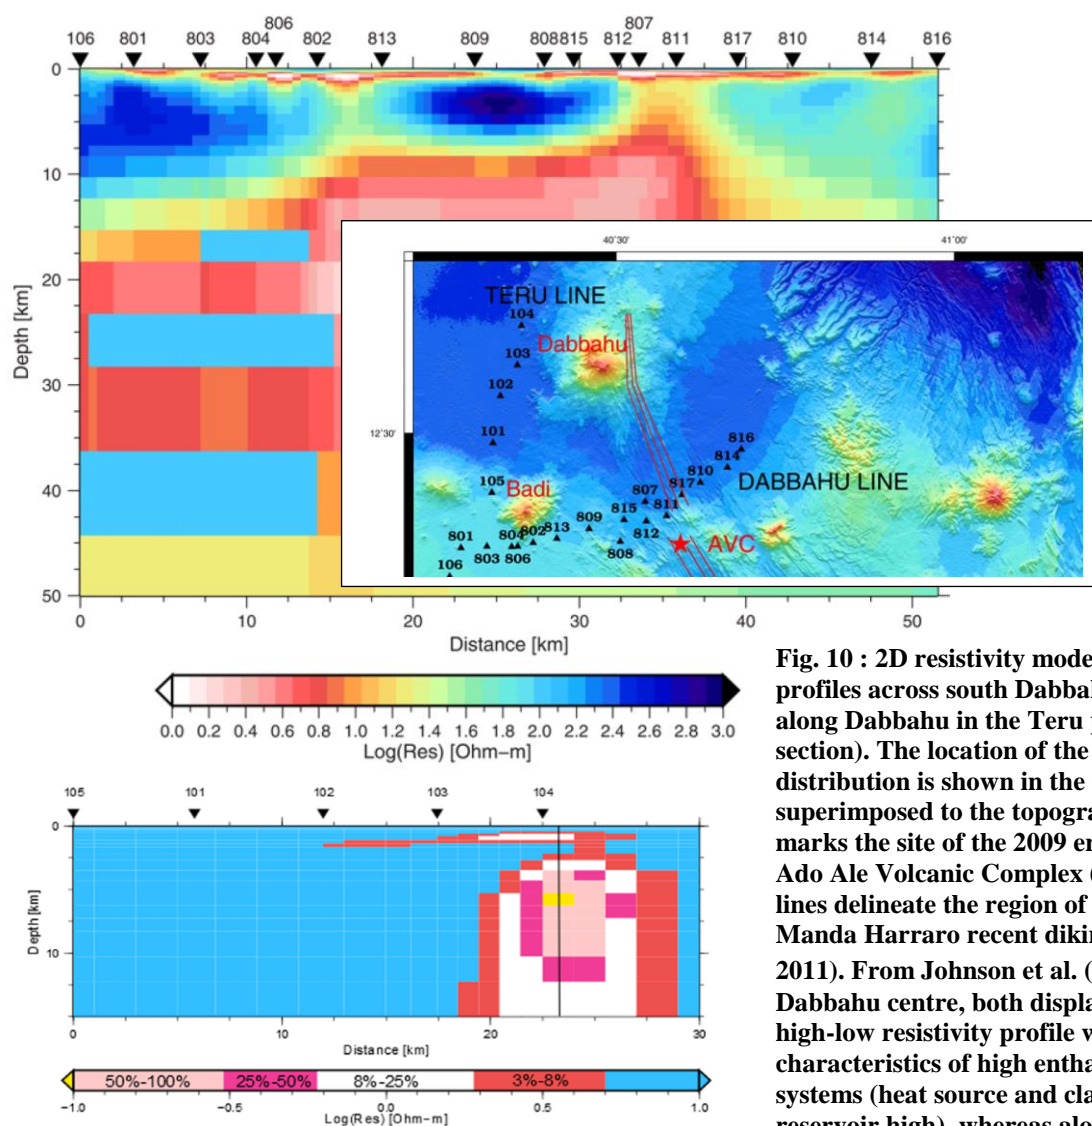 806 807
106 801 803 804 802 813 809 808 815 812 811 817 810 814 816
0
10
20
30
40
50
Depth [km]
0 10 20 30 40 50
Distance [km]
40˚30' 41˚00'
12˚30'
TERU LINE
104
Dabbahu
103
102
101
105
Badi
816
814
810
817
DABBAHU LINE
807
815
811
809
813
802
804
812
AVC
801
803
806
808
106
0.0 0.2 0.4 0.6 0.8 1.0 1.2 1.4 1.6 1.8 2.0 2.2 2.4 2.6 2.8 3.0
Log(Res) [Ohm−m]
105 101 102 103 104
0
10
Depth [km]
0 10 20 30
Distance [km]
50%-100% 25%-50% 8%-25% 3%-8%
−1.0 −0.5 0.0 0.5 1.0
Log(Res) [Ohm−m]
Fig. 10 : 2D resistivity mode
profiles across south Dabbal
along Dabbahu in the Teru
section). The location of the
distribution is shown in the
superimposed to the topogra
marks the site of the 2009 er
Ado Ale Volcanic Complex
lines delineate the region of
Manda Harraro recent dikin
2011). From Johnson et al. (
Dabbahu centre, both displa
high-low resistivity profile
characteristics of high entha
systems (heat source and cla
reservoir high), whereas alo